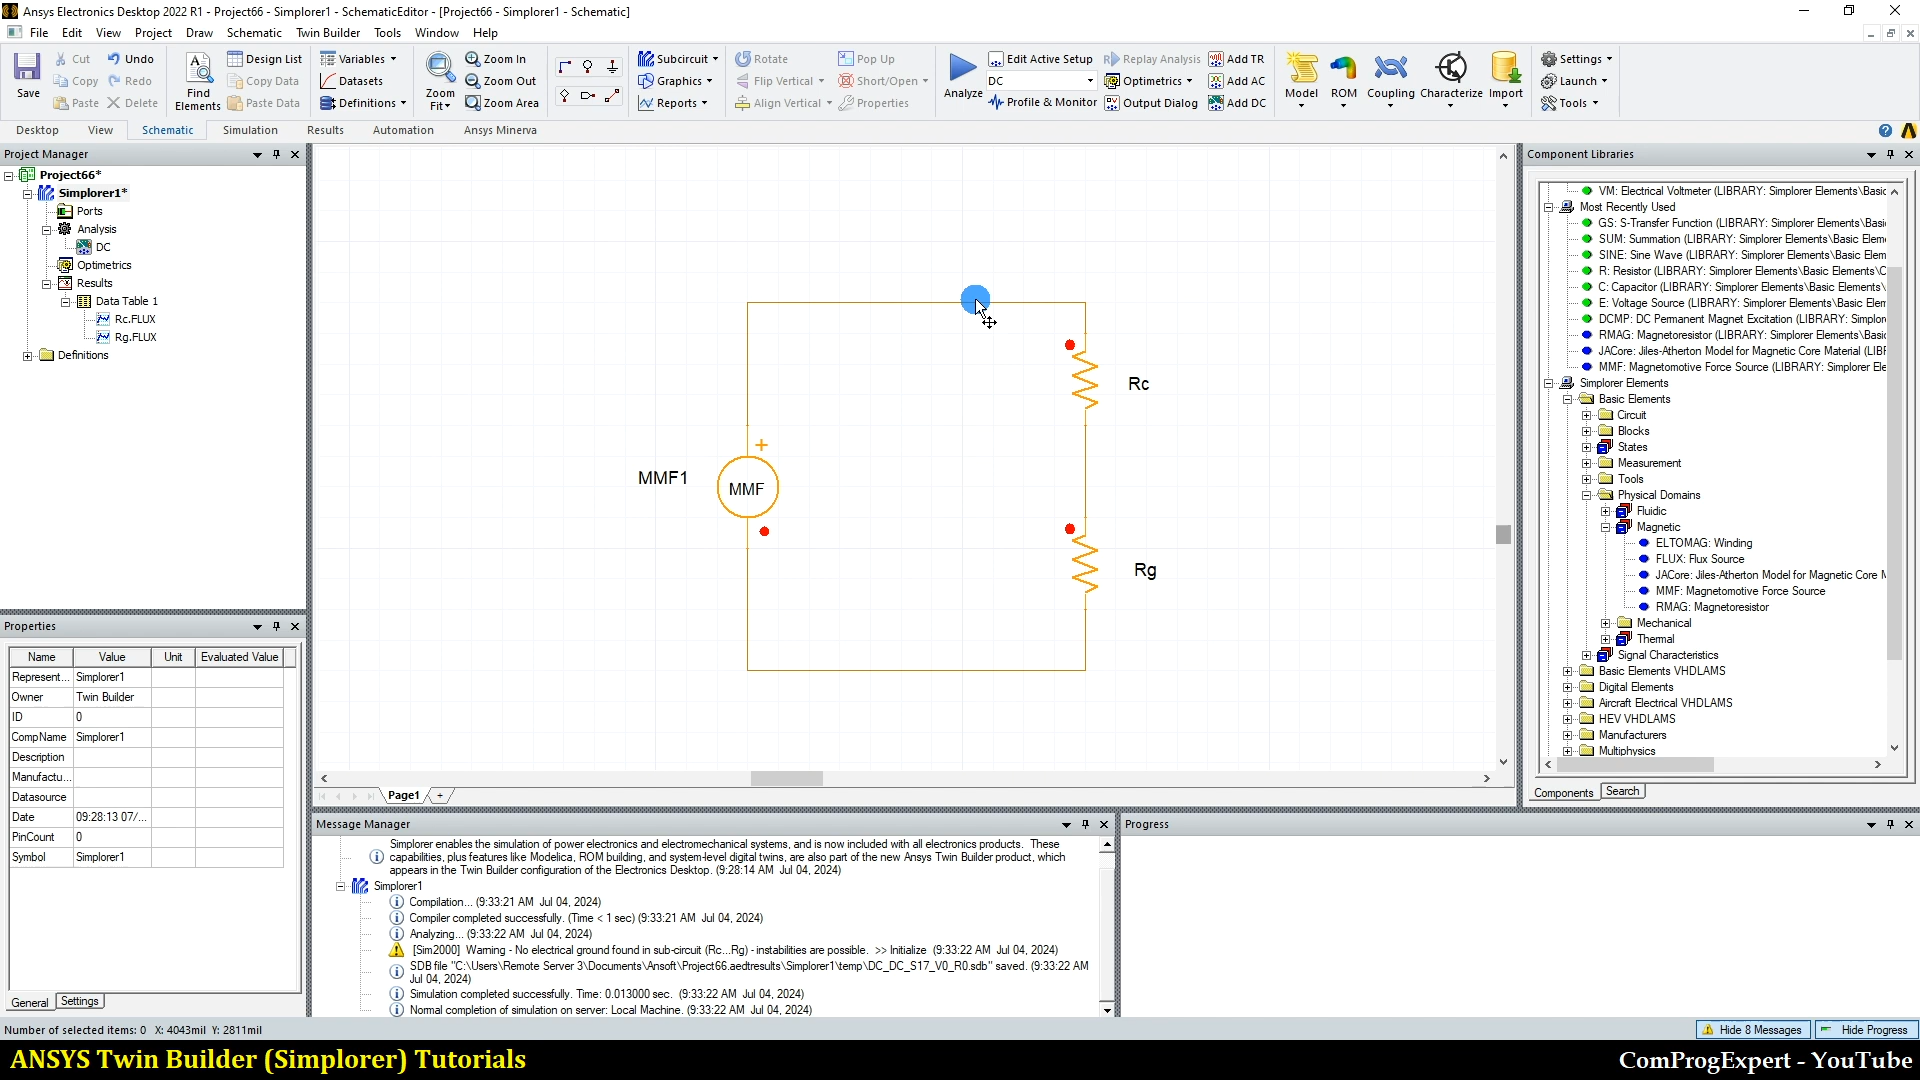 Ansys Electronics Desktop 2022 R1 - Project66 - Simplorer1 - SchematicEditor - [Project66 - Simplorer1 - Schematic]
File Edit View Project Draw Schematic Twin Builder Tools Window Help
Save
Cut
Copy
Paste
Undo
Redo
Delete
Find Elements
Design List
Copy Data
Paste Data
Variables
Datasets
Definitions
Zoom Fit
Zoom In
Zoom Out
Zoom Area
Subcircuit
Graphics
Reports
Rotate
Flip Vertical
Align Vertical
Pop Up
Short/Open
Properties
Analyze
Edit Active Setup
DC
Profile & Monitor
Replay Analysis
Optimetrics
Output Dialog
Add TR
Add AC
Add DC
Model
ROM
Coupling
Characterize
Import
Settings
Launch
Tools
Desktop View Schematic Simulation Results Automation Ansys Minerva
Project Manager
Project66*
Simplorer1*
Ports
Analysis
DC
Optimetrics
Results
Data Table 1
Rc.FLUX
Rg.FLUX
Definitions
Properties
Name Value Unit Evaluated Value
Represent... Simplorer1
Owner Twin Builder
ID 0
CompName Simplorer1
Description
Manufactu...
Datasource
Date 09:28:13 07/...
PinCount 0
Symbol Simplorer1
General Settings
MMF1
MMF
Rc
Rg
Page1
+
Component Libraries
VM: Electrical Voltmeter (LIBRARY: Simplorer Elements\Basic
Most Recently Used
GS: S-Transfer Function (LIBRARY: Simplorer Elements\Basi
SUM: Summation (LIBRARY: Simplorer Elements\Basic Elem
SINE: Sine Wave (LIBRARY: Simplorer Elements\Basic Elem
R: Resistor (LIBRARY: Simplorer Elements\Basic Elements\C
C: Capacitor (LIBRARY: Simplorer Elements\Basic Elements\
E: Voltage Source (LIBRARY: Simplorer Elements\Basic Elem
DCMP: DC Permanent Magnet Excitation (LIBRARY: Simplor
RMAG: Magnetoresistor (LIBRARY: Simplorer Elements\Basi
JACore: Jiles-Atherton Model for Magnetic Core Material (LIB
MMF: Magnetomotive Force Source (LIBRARY: Simplorer Ele
Simplorer Elements
Basic Elements
Circuit
Blocks
States
Measurement
Tools
Physical Domains
Fluidic
Magnetic
ELTOMAG: Winding
FLUX: Flux Source
JACore: Jiles-Atherton Model for Magnetic Core M
MMF: Magnetomotive Force Source
RMAG: Magnetoresistor
Mechanical
Thermal
Signal Characteristics
Basic Elements VHDLAMS
Digital Elements
Aircraft Electrical VHDLAMS
HEV VHDLAMS
Manufacturers
Multiphysics
Components Search
Message Manager
Simplorer enables the simulation of power electronics and electromechanical systems, and is now included with all electronics products. These
capabilities, plus features like Modelica, ROM building, and system-level digital twins, are also part of the new Ansys Twin Builder product, which
appears in the Twin Builder configuration of the Electronics Desktop. (9:28:14 AM Jul 04, 2024)
Simplorer1
Compilation... (9:33:21 AM Jul 04, 2024)
Compiler completed successfully. (Time < 1 sec) (9:33:21 AM Jul 04, 2024)
Analyzing... (9:33:22 AM Jul 04, 2024)
[Sim2000] Warning - No electrical ground found in sub-circuit (Rc...Rg) - instabilities are possible. >> Initialize (9:33:22 AM Jul 04, 2024)
SDB file "C:\Users\Remote Server 3\Documents\Ansoft\Project66.aedtresults\Simplorer1\temp\DC_DC_S17_V0_R0.sdb" saved. (9:33:22 AM
Jul 04, 2024)
Simulation completed successfully. Time: 0.013000 sec. (9:33:22 AM Jul 04, 2024)
Normal completion of simulation on server: Local Machine. (9:33:22 AM Jul 04, 2024)
Progress
Number of selected items: 0 X: 4043mil Y: 2811mil
Hide 8 Messages
Hide Progress
ANSYS Twin Builder (Simplorer) Tutorials
ComProgExpert - YouTube